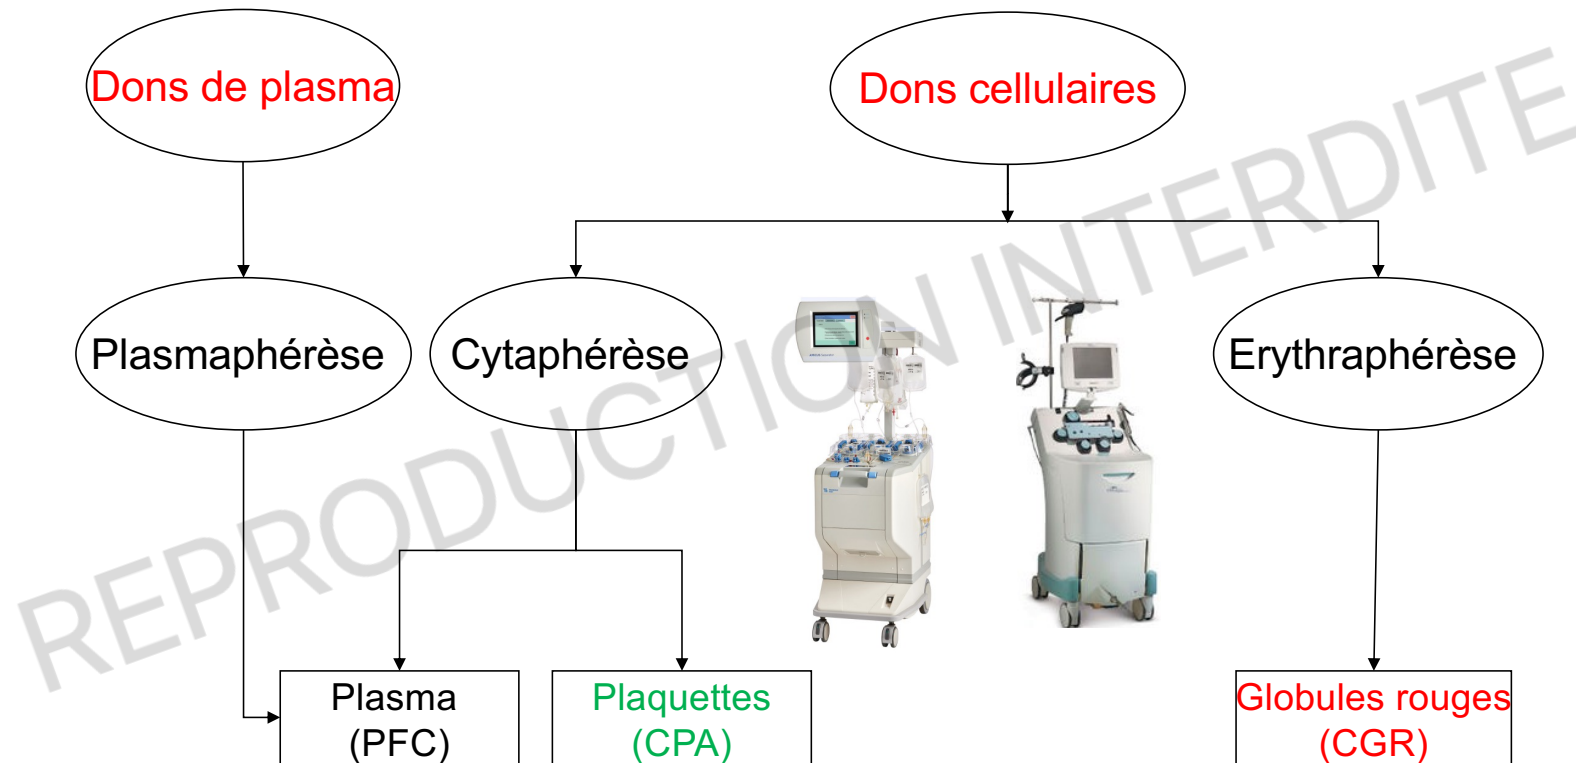 Dons de plasma
Dons cellulaires
REPRODUCTION INTERDITE
Plasmaphérèse
Cytaphérèse
Erythraphérèse
Plasma
(PFC)
Plaquettes
(CPA)
Globules rouges
(CGR)